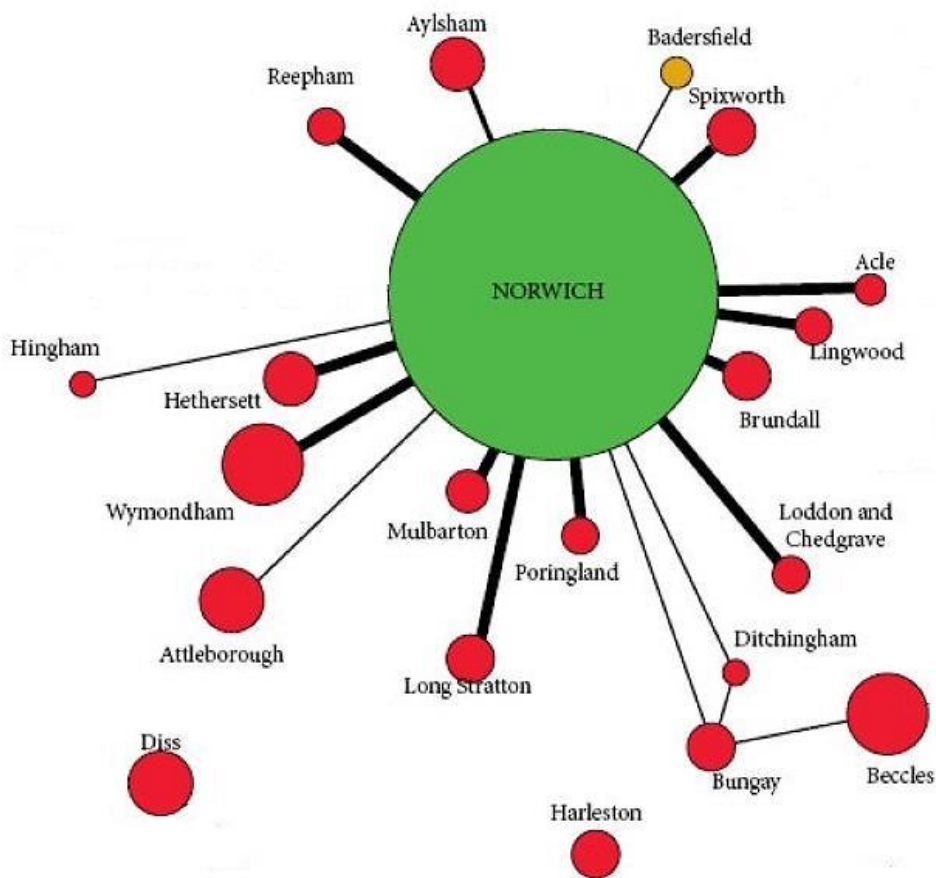 Aylsham
Badersfield
Reepham
Spixworth
Acle
NORWICH
Hingham
Lingwood
Hethersett
Brundall
Wymondham
Mulbarton
Loddon and
Chedgrave
Poringland
Ditchingham
Attleborough
Long Stratton
Diss
Bungay
Beccles
Harleston